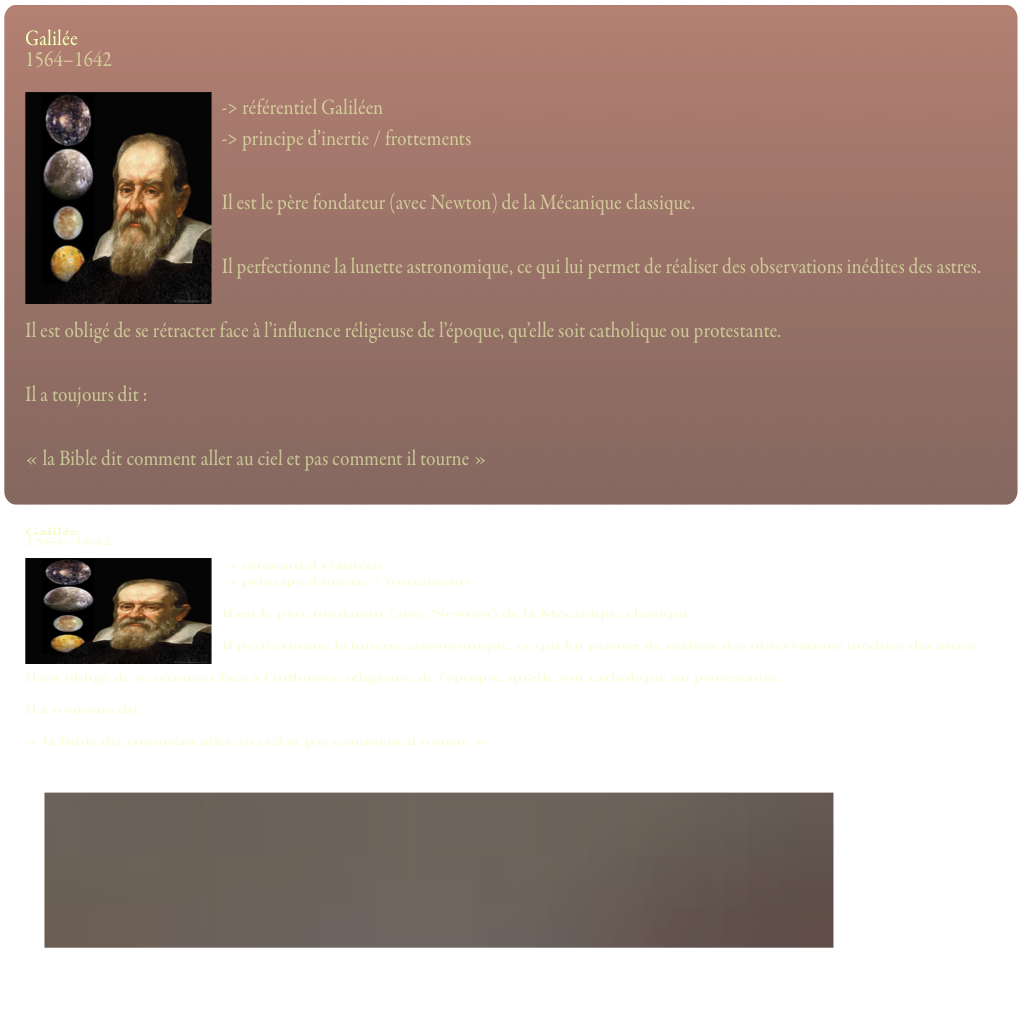 Galilée
1564–1642
-> référentiel Galiléen
-> principe d'inertie / frottements
Il est le père fondateur (avec Newton) de la Mécanique classique.
Il perfectionne la lunette astronomique, ce qui lui permet de réaliser des observations inédites des astres.
Il est obligé de se rétracter face à l'influence réligieuse de l'époque, qu'elle soit catholique ou protestante.
Il a toujours dit :
« la Bible dit comment aller au ciel et pas comment il tourne »
Galilée
1564–1642
-> référentiel Galiléen
-> principe d'inertie / frottements
Il est le père fondateur (avec Newton) de la Mécanique classique.
Il perfectionne la lunette astronomique, ce qui lui permet de réaliser des observations inédites des astres
Il est obligé de se rétracter face à l'influence réligieuse de l'époque, qu'elle soit catholique ou protestante.
Il a toujours dit
« la Bible dit comment aller au ciel et pas comment il tourne »